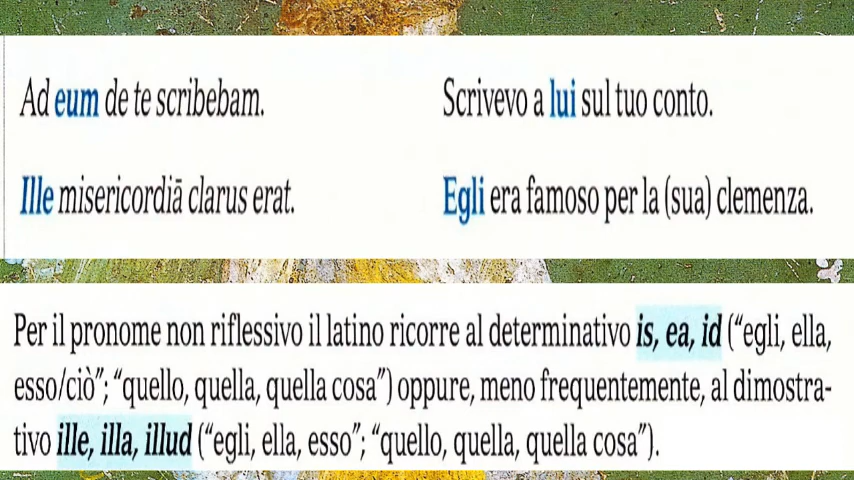 Ad eum de te scribebam. Scrivevo a lui sul tuo conto.
Ille misericordiā clarus erat. Egli era famoso per la (sua) clemenza.
Per il pronome non riflessivo il latino ricorre al determinativo is, ea, id (“egli, ella,
esso/ciò”; “quello, quella, quella cosa”) oppure, meno frequentemente, al dimostra-
tivo ille, illa, illud (“egli, ella, esso”; “quello, quella, quella cosa”).